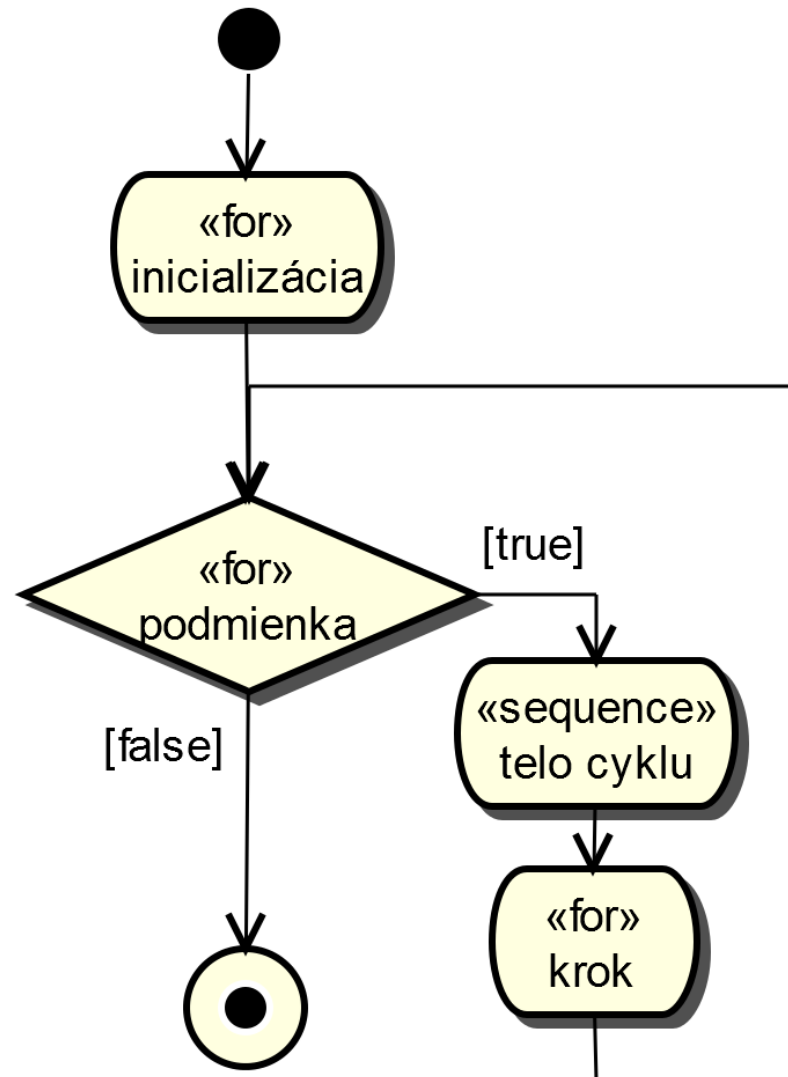 «for»
inicializácia
«for»
podmienka
[true]
[false]
«sequence»
telo cyklu
«for»
krok